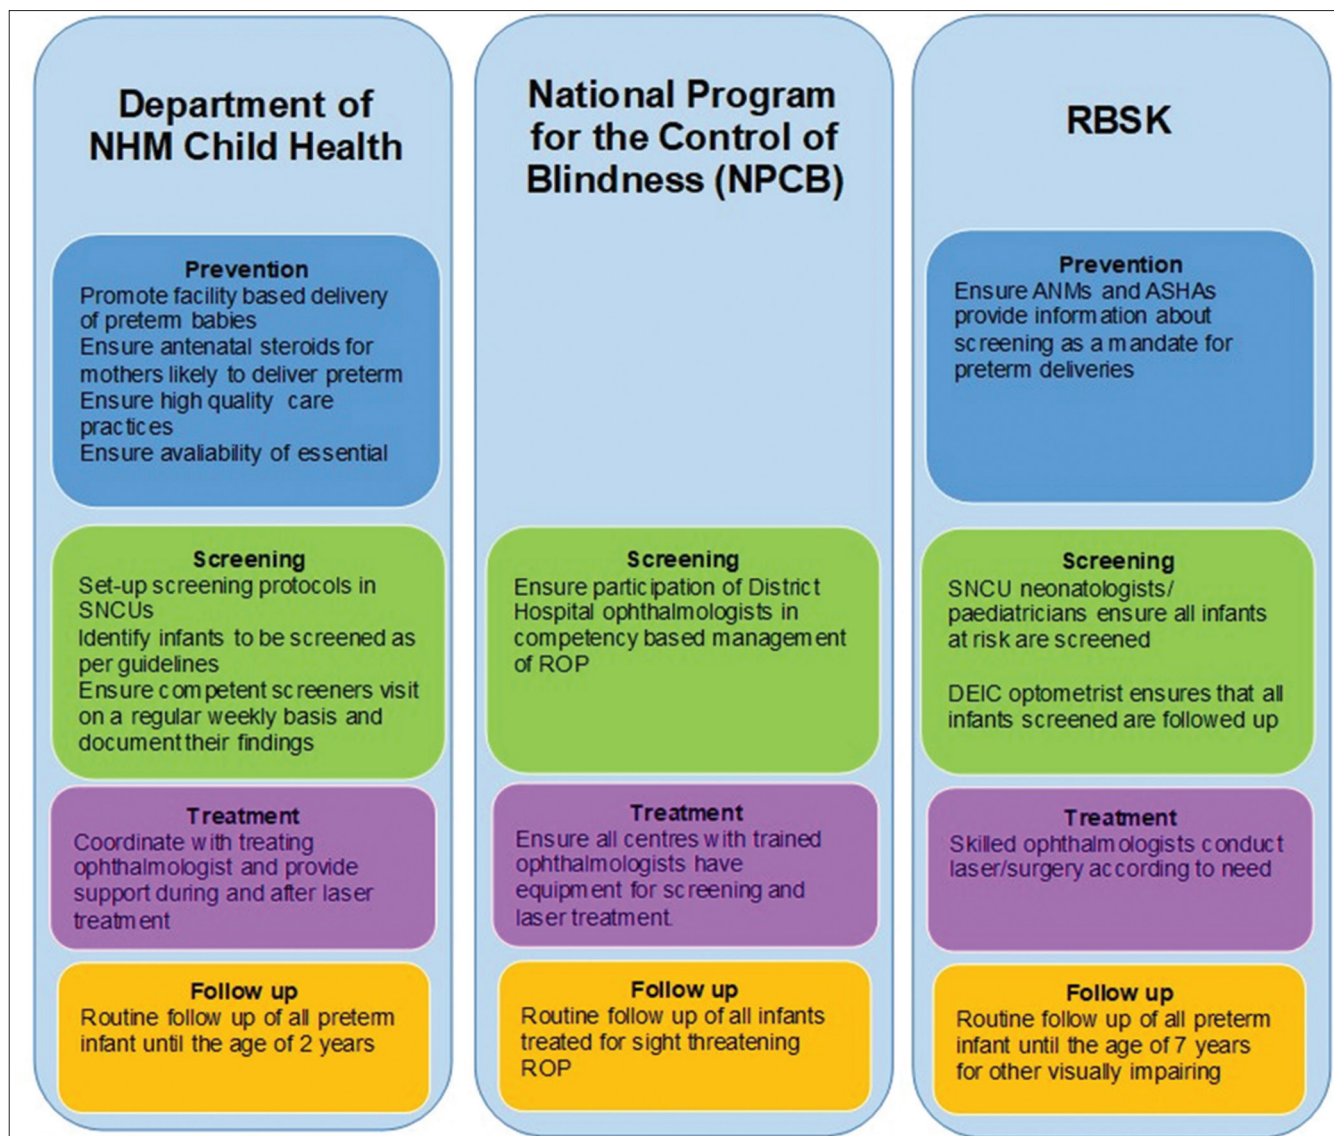 Department of
NHM Child Health
Prevention
Promote facility based delivery
of preterm babies
Ensure antenatal steroids for
mothers likely to deliver preterm
Ensure high quality care
practices
Ensure avaliability of essential
Screening
Set-up screening protocols in
SNCUs
Identify infants to be screened as
per guidelines
Ensure competent screeners visit
on a regular weekly basis and
document their findings
Treatment
Coordinate with treating
ophthalmologist and provide
support during and after laser
treatment
Follow up
Routine follow up of all preterm
infant until the age of 2 years
National Program
for the Control of
Blindness (NPCB)
Screening
Ensure participation of District
Hospital ophthalmologists in
competency based management
of ROP
Treatment
Ensure all centres with trained
ophthalmologists have
equipment for screening and
laser treatment.
Follow up
Routine follow up of all infants
treated for sight threatening
ROP
RBSK
Prevention
Ensure ANMs and ASHAs
provide information about
screening as a mandate for
preterm deliveries
Screening
SNCU neonatologists/
paediatricians ensure all infants
at risk are screened
DEIC optometrist ensures that all
infants screened are followed up
Treatment
Skilled ophthalmologists conduct
laser/surgery according to need
Follow up
Routine follow up of all preterm
infant until the age of 7 years
for other visually impairing